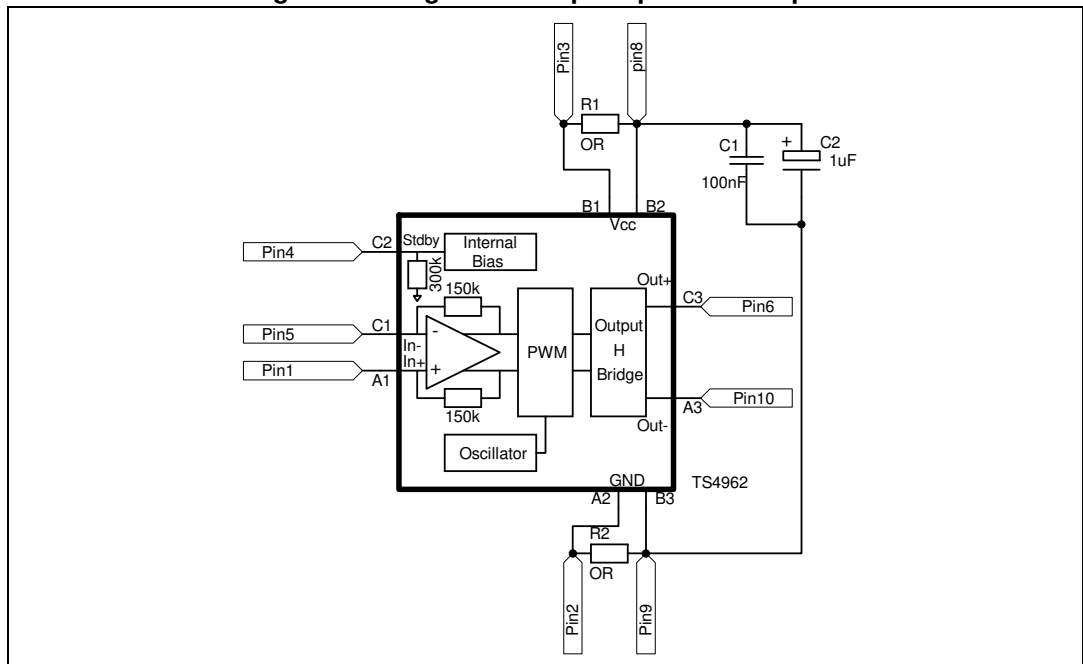 Pin3
pin8
R1
OR
C1
100nF
+
C2
1uF
B1
B2
Vcc
Pin4
C2
Stdby
300k
Internal
Bias
150k
Out+
C3
Pin6
Pin5
C1
-
In-
In+
+
Pin1
A1
PWM
Output
H
Bridge
Pin10
A3
Out-
150k
Oscillator
GND
TS4962
A2
B3
R2
OR
Pin2
Pin9